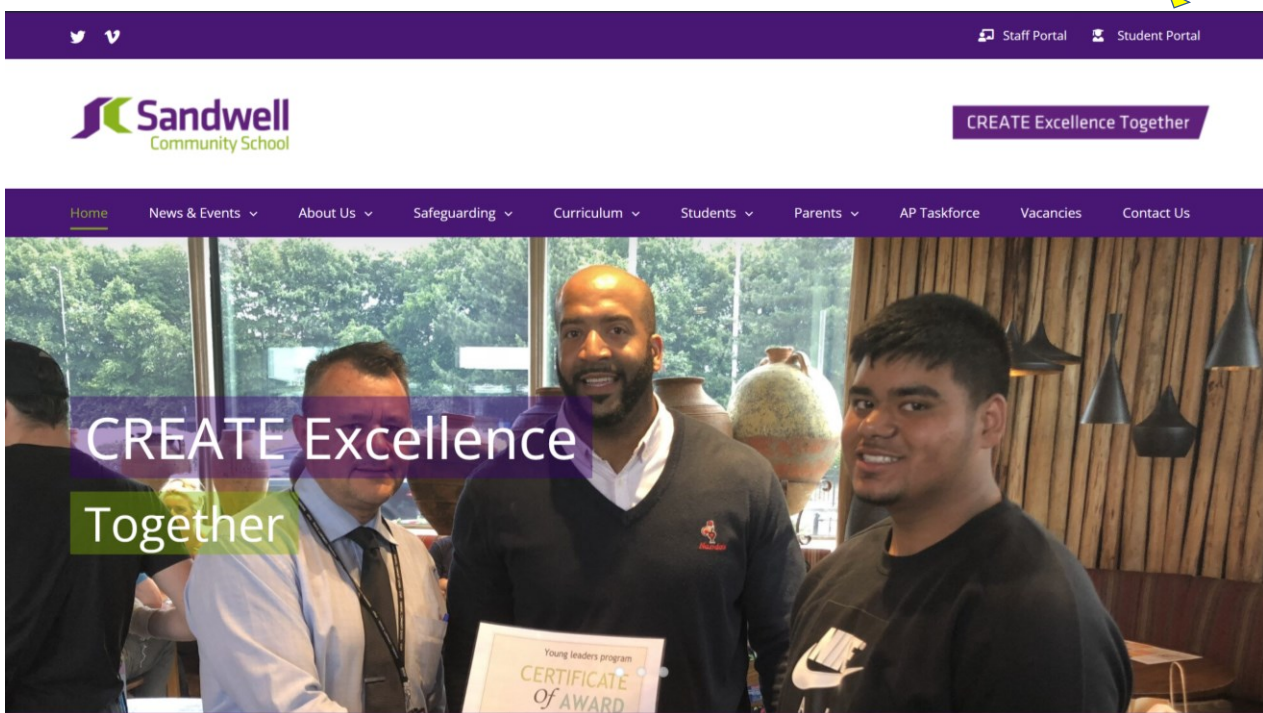 Staff Portal Student Portal
Sandwell
Community School
CREATE Excellence Together
Home News & Events About Us Safeguarding Curriculum Students Parents AP Taskforce Vacancies Contact Us
CREATE Excellence
Together
Young leaders program
CERTIFICATE
Of AWARD